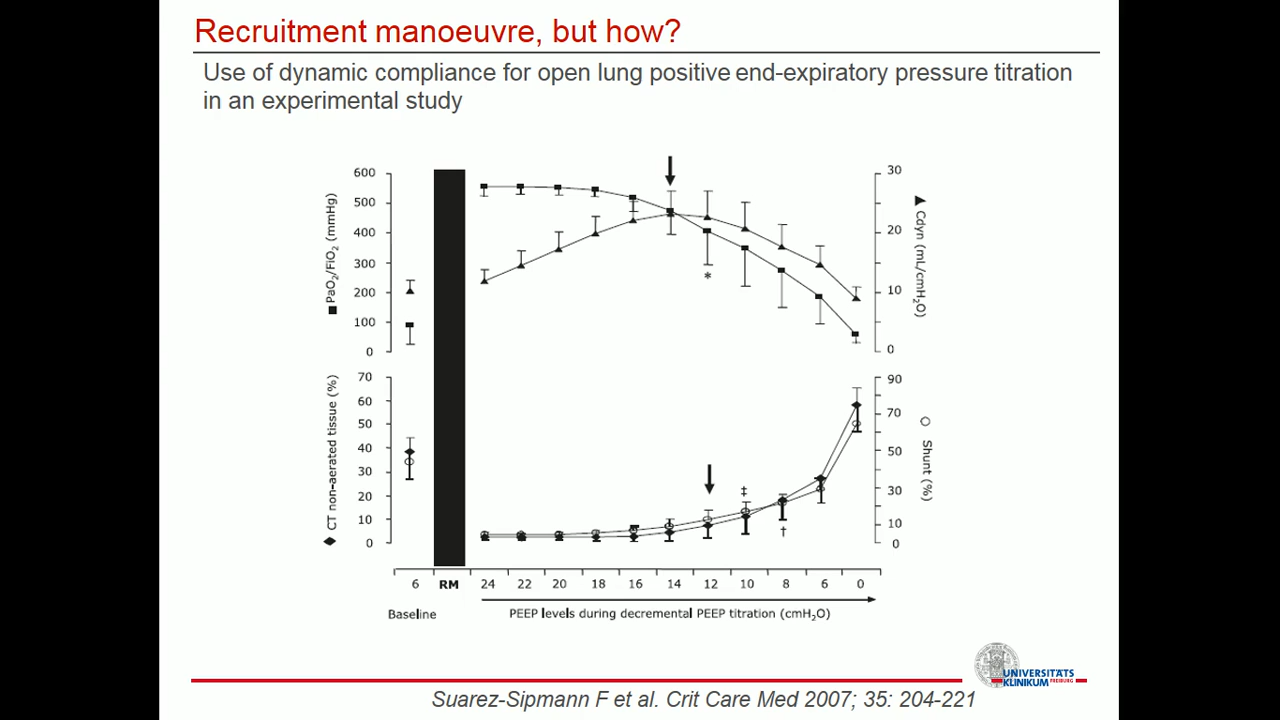 Recruitment manoeuvre, but how?
Use of dynamic compliance for open lung positive end-expiratory pressure titration
in an experimental study
600
500
400
300
200
100
0
PaO2/FiO2 (mmHg)
30
20
10
0
Cdyn (mL/cmH2O)
*
70
60
50
40
30
20
10
0
CT non-aerated tissue (%)
90
70
50
30
10
0
Shunt (%)
‡
†
6 RM 24 22 20 18 16 14 12 10 8 6 0
Baseline PEEP levels during decremental PEEP titration (cmH2O)
UNIVERSITÄTS
KLINIKUM FREIBURG
Suarez-Sipmann F et al. Crit Care Med 2007; 35: 204-221